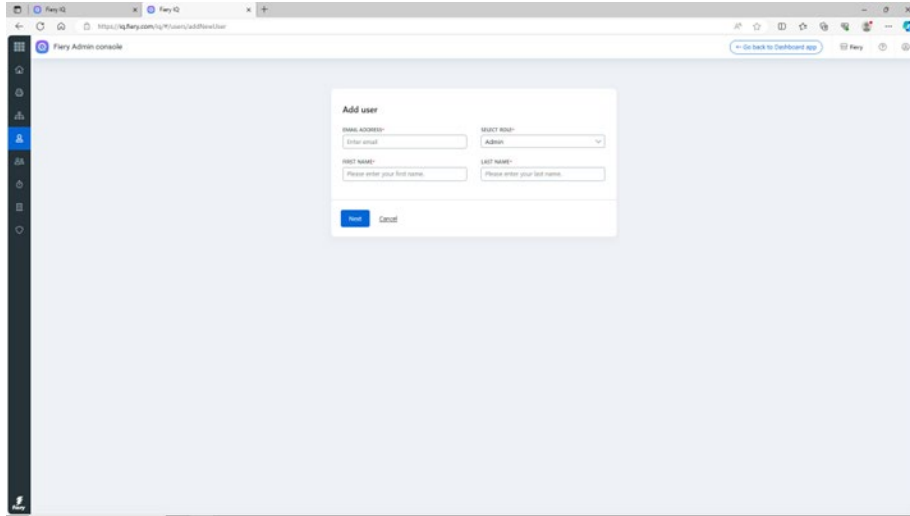 Fiery IQ
Fiery IQ
https://iq.fiery.com/iq/#/users/addNewUser
Fiery Admin console
← Go back to Dashboard app
Fiery
Add user
EMAIL ADDRESS*
SELECT ROLE*
Enter email
Admin
FIRST NAME*
LAST NAME*
Please enter your first name.
Please enter your last name.
Next
Cancel
Fiery